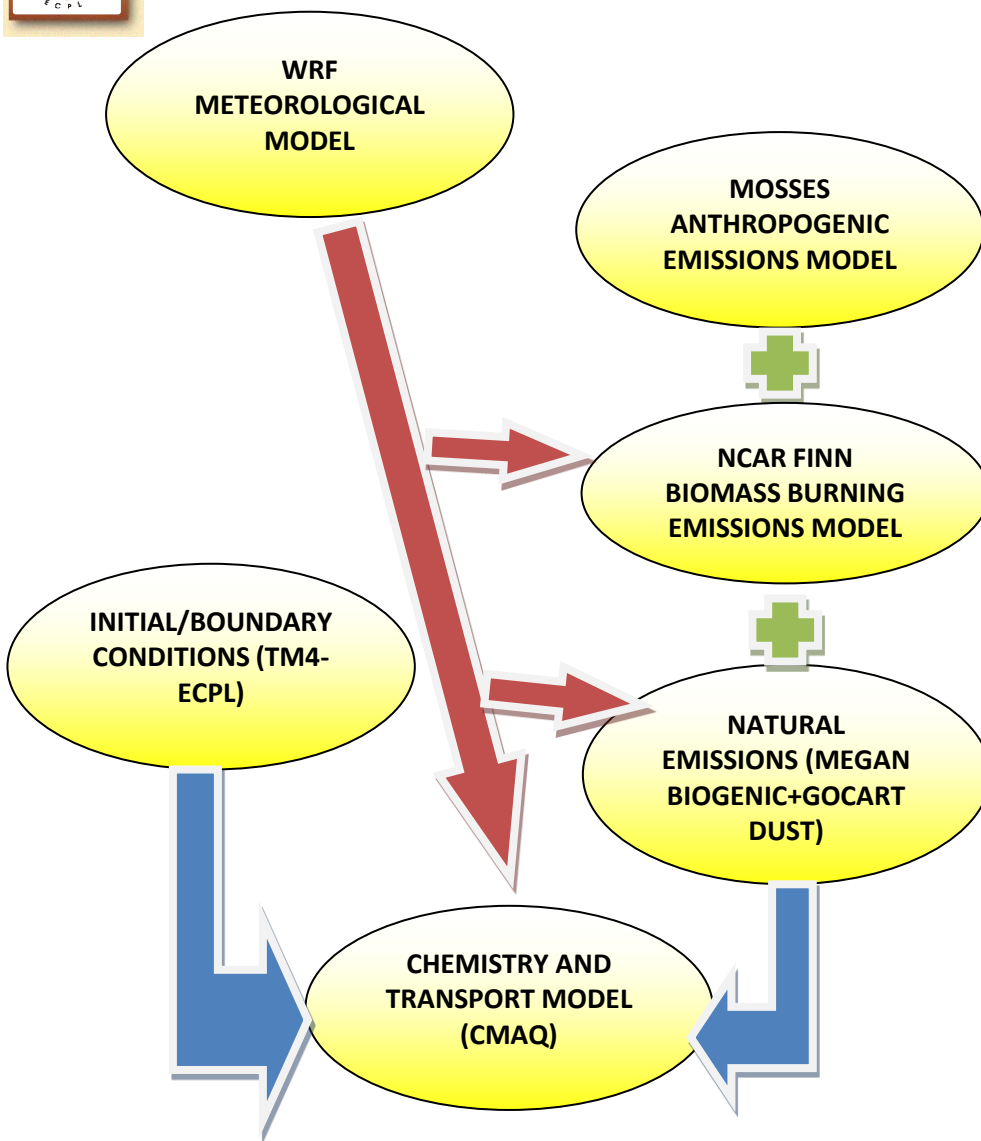 E C P L
WRF
METEOROLOGICAL
MODEL
MOSSES
ANTHROPOGENIC
EMISSIONS MODEL
NCAR FINN
BIOMASS BURNING
EMISSIONS MODEL
INITIAL/BOUNDARY
CONDITIONS (TM4-
ECPL)
NATURAL
EMISSIONS (MEGAN
BIOGENIC+GOCART
DUST)
CHEMISTRY AND
TRANSPORT MODEL
(CMAQ)